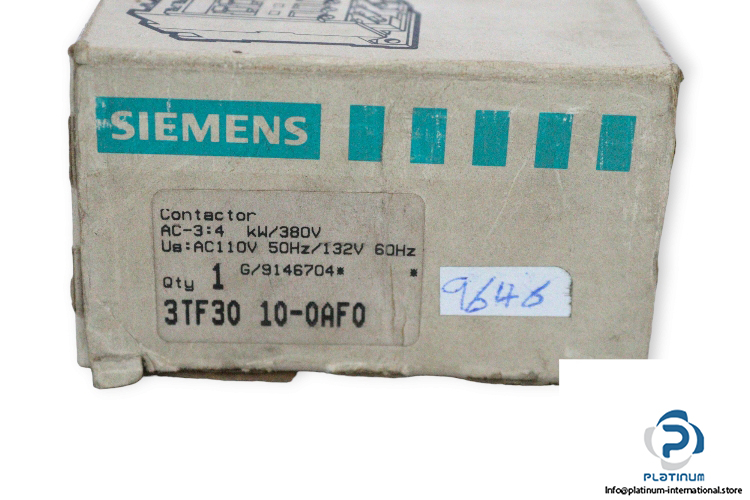 SIEMENS
Contactor
AC-3:4 kW/380V
Us:AC110V 50Hz/132V 60Hz
Qty 1 G/9146704* *
3TF30 10-0AF0
9646
PLATINUM
Info@platinum-international.store